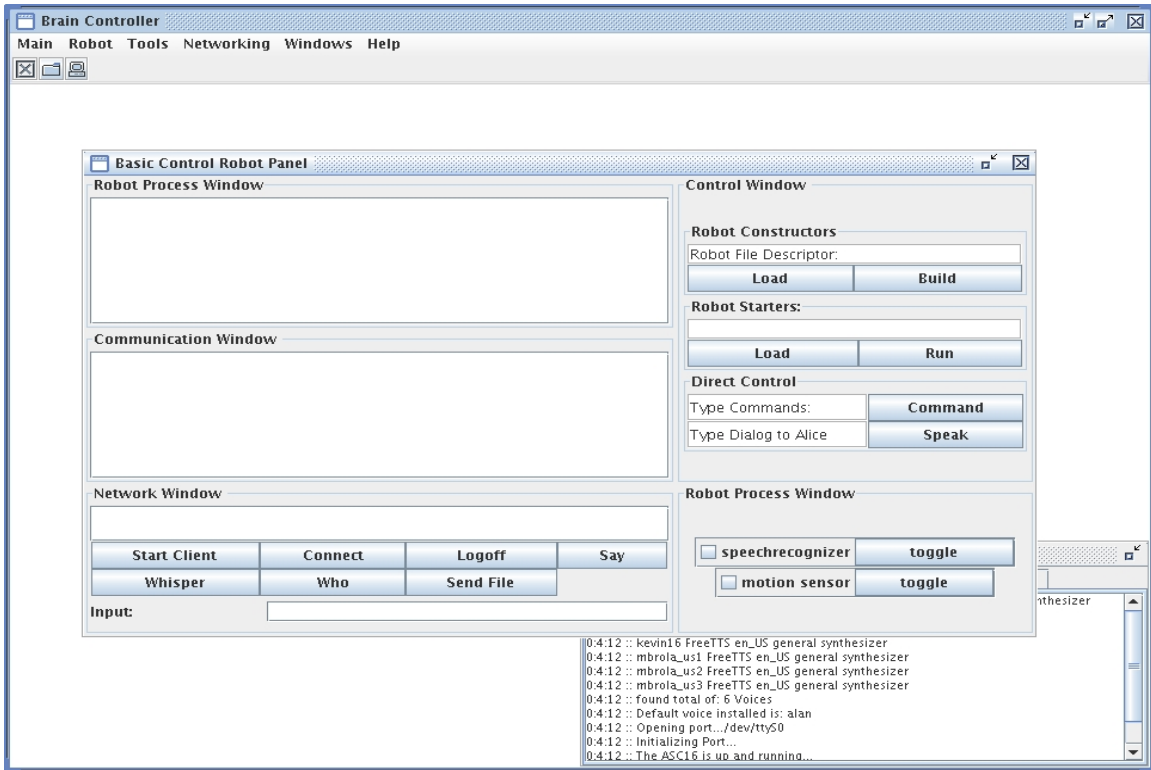 Brain Controller
Main Robot Tools Networking Windows Help
Basic Control Robot Panel
Robot Process Window
Communication Window
Network Window
Start Client Connect Logoff Say
Whisper Who Send File
Input:
Control Window
Robot Constructors
Robot File Descriptor:
Load Build
Robot Starters:
Load Run
Direct Control
Type Commands: Command
Type Dialog to Alice Speak
Robot Process Window
speechrecognizer toggle
motion sensor toggle
0:4:12 :: kevin16 FreeTTS en_US general synthesizer
0:4:12 :: mbrola_us1 FreeTTS en_US general synthesizer
0:4:12 :: mbrola_us2 FreeTTS en_US general synthesizer
0:4:12 :: mbrola_us3 FreeTTS en_US general synthesizer
0:4:12 :: found total of: 6 Voices
0:4:12 :: Default voice installed is: alan
0:4:12 :: Opening port.../dev/ttyS0
0:4:12 :: Initializing Port...
0:4:12 :: The ASC16 is up and running...